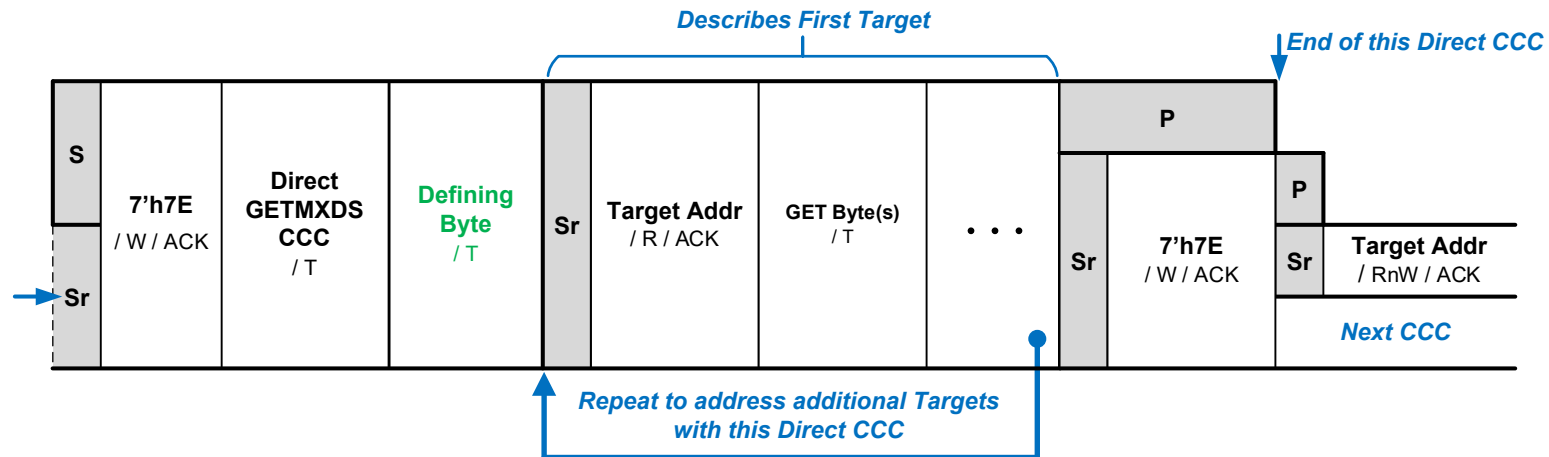 Describes First Target
End of this Direct CCC
S
Sr
7’h7E
/ W / ACK
Direct
GETMXDS
CCC
/ T
Defining
Byte
/ T
Sr
Target Addr
/ R / ACK
GET Byte(s)
/ T
. . .
P
Sr
7’h7E
/ W / ACK
P
Sr
Target Addr
/ RnW / ACK
Next CCC
Repeat to address additional Targets
with this Direct CCC